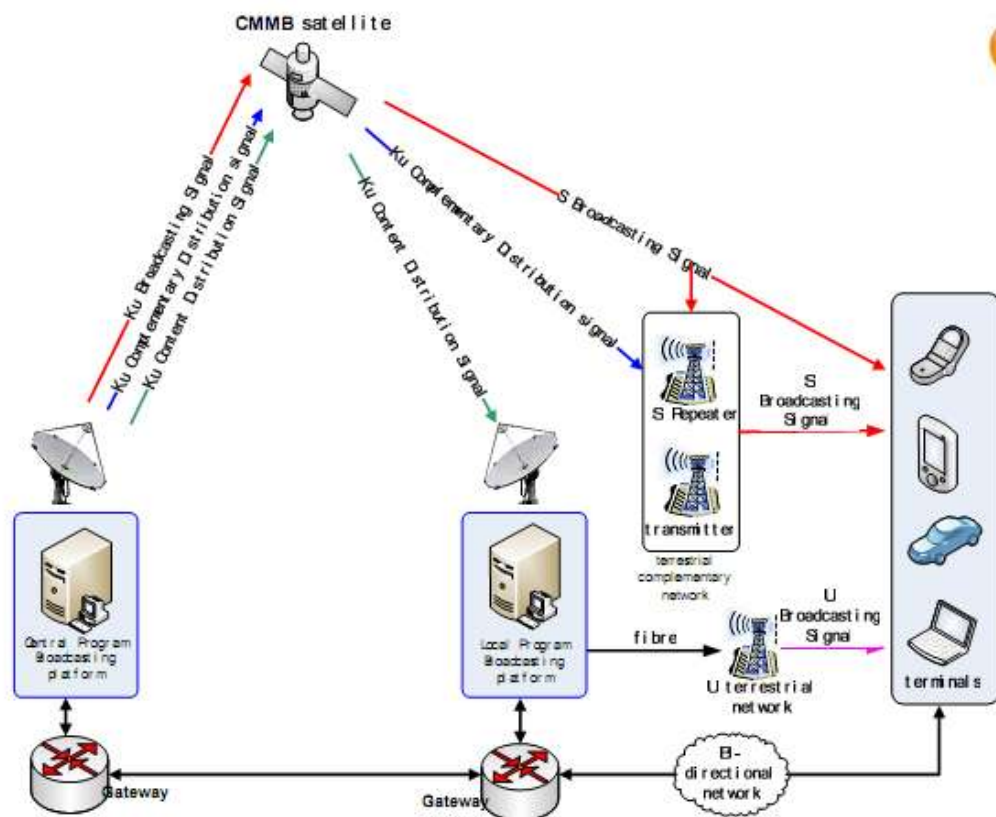 CMMB satellite
Ku Broadcasting Signal
Ku Complementary Distribution signal
Ku Content Distribution Signal
Ku Content Distribution Signal
Ku Complementary Distribution signal
S Broadcasting Signal
S Repeater
transmitter
terrestrial
complementary
network
S
Broadcasting
Signal
Central Program
Broadcasting
platform
Local Program
Broadcasting
platform
fibre
U terrestrial
network
U
Broadcasting
Signal
terminals
Gateway
Gateway
Bi-
directional
network